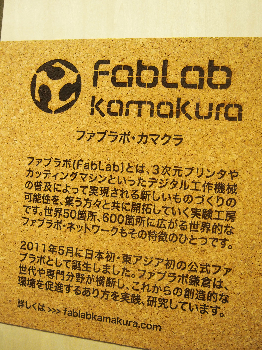 FabLab
Kamakura
ファブラボ・カマクラ
ファブラボ(FabLab)とは、3次元プリンタや
カッティングマシンといったデジタル工作機械
の普及によって実現される新しいものづくりの
可能性を、集う方々と共に開拓していく実験工房
です。世界50箇所、600箇所に広がる世界的な
ファブラボ・ネットワークもその特徴のひとつです。
2011年5月に日本初・東アジア初の公式ファ
ブラボとして誕生しました。ファブラボ鎌倉は、
世代や専門分野が横断し、これからの創造的な
環境を促進するあり方を実践、研究しています。
詳しくは >>> fablabkamakura.com